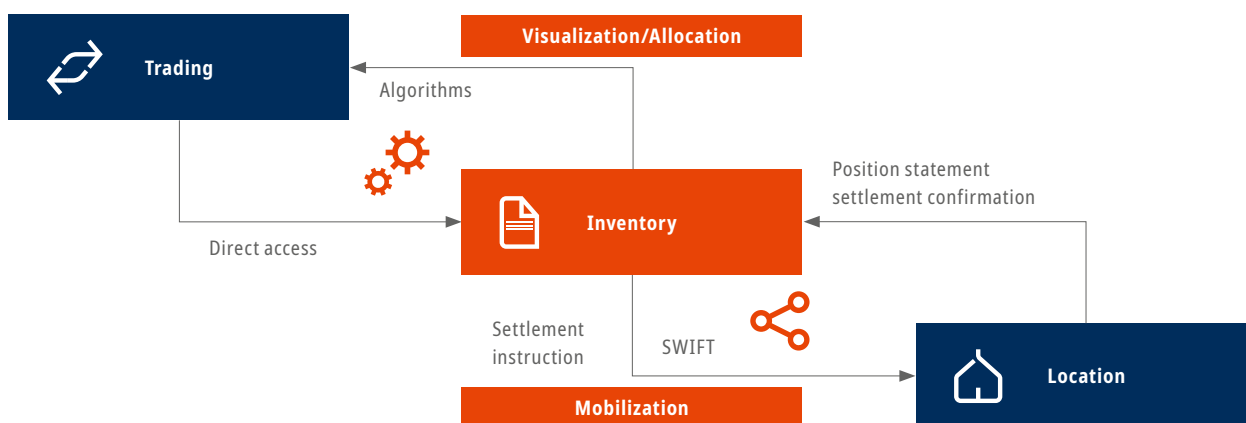 Visualization/Allocation
Trading
Algorithms
Position statement
settlement confirmation
Inventory
Direct access
Settlement
instruction
SWIFT
Location
Mobilization